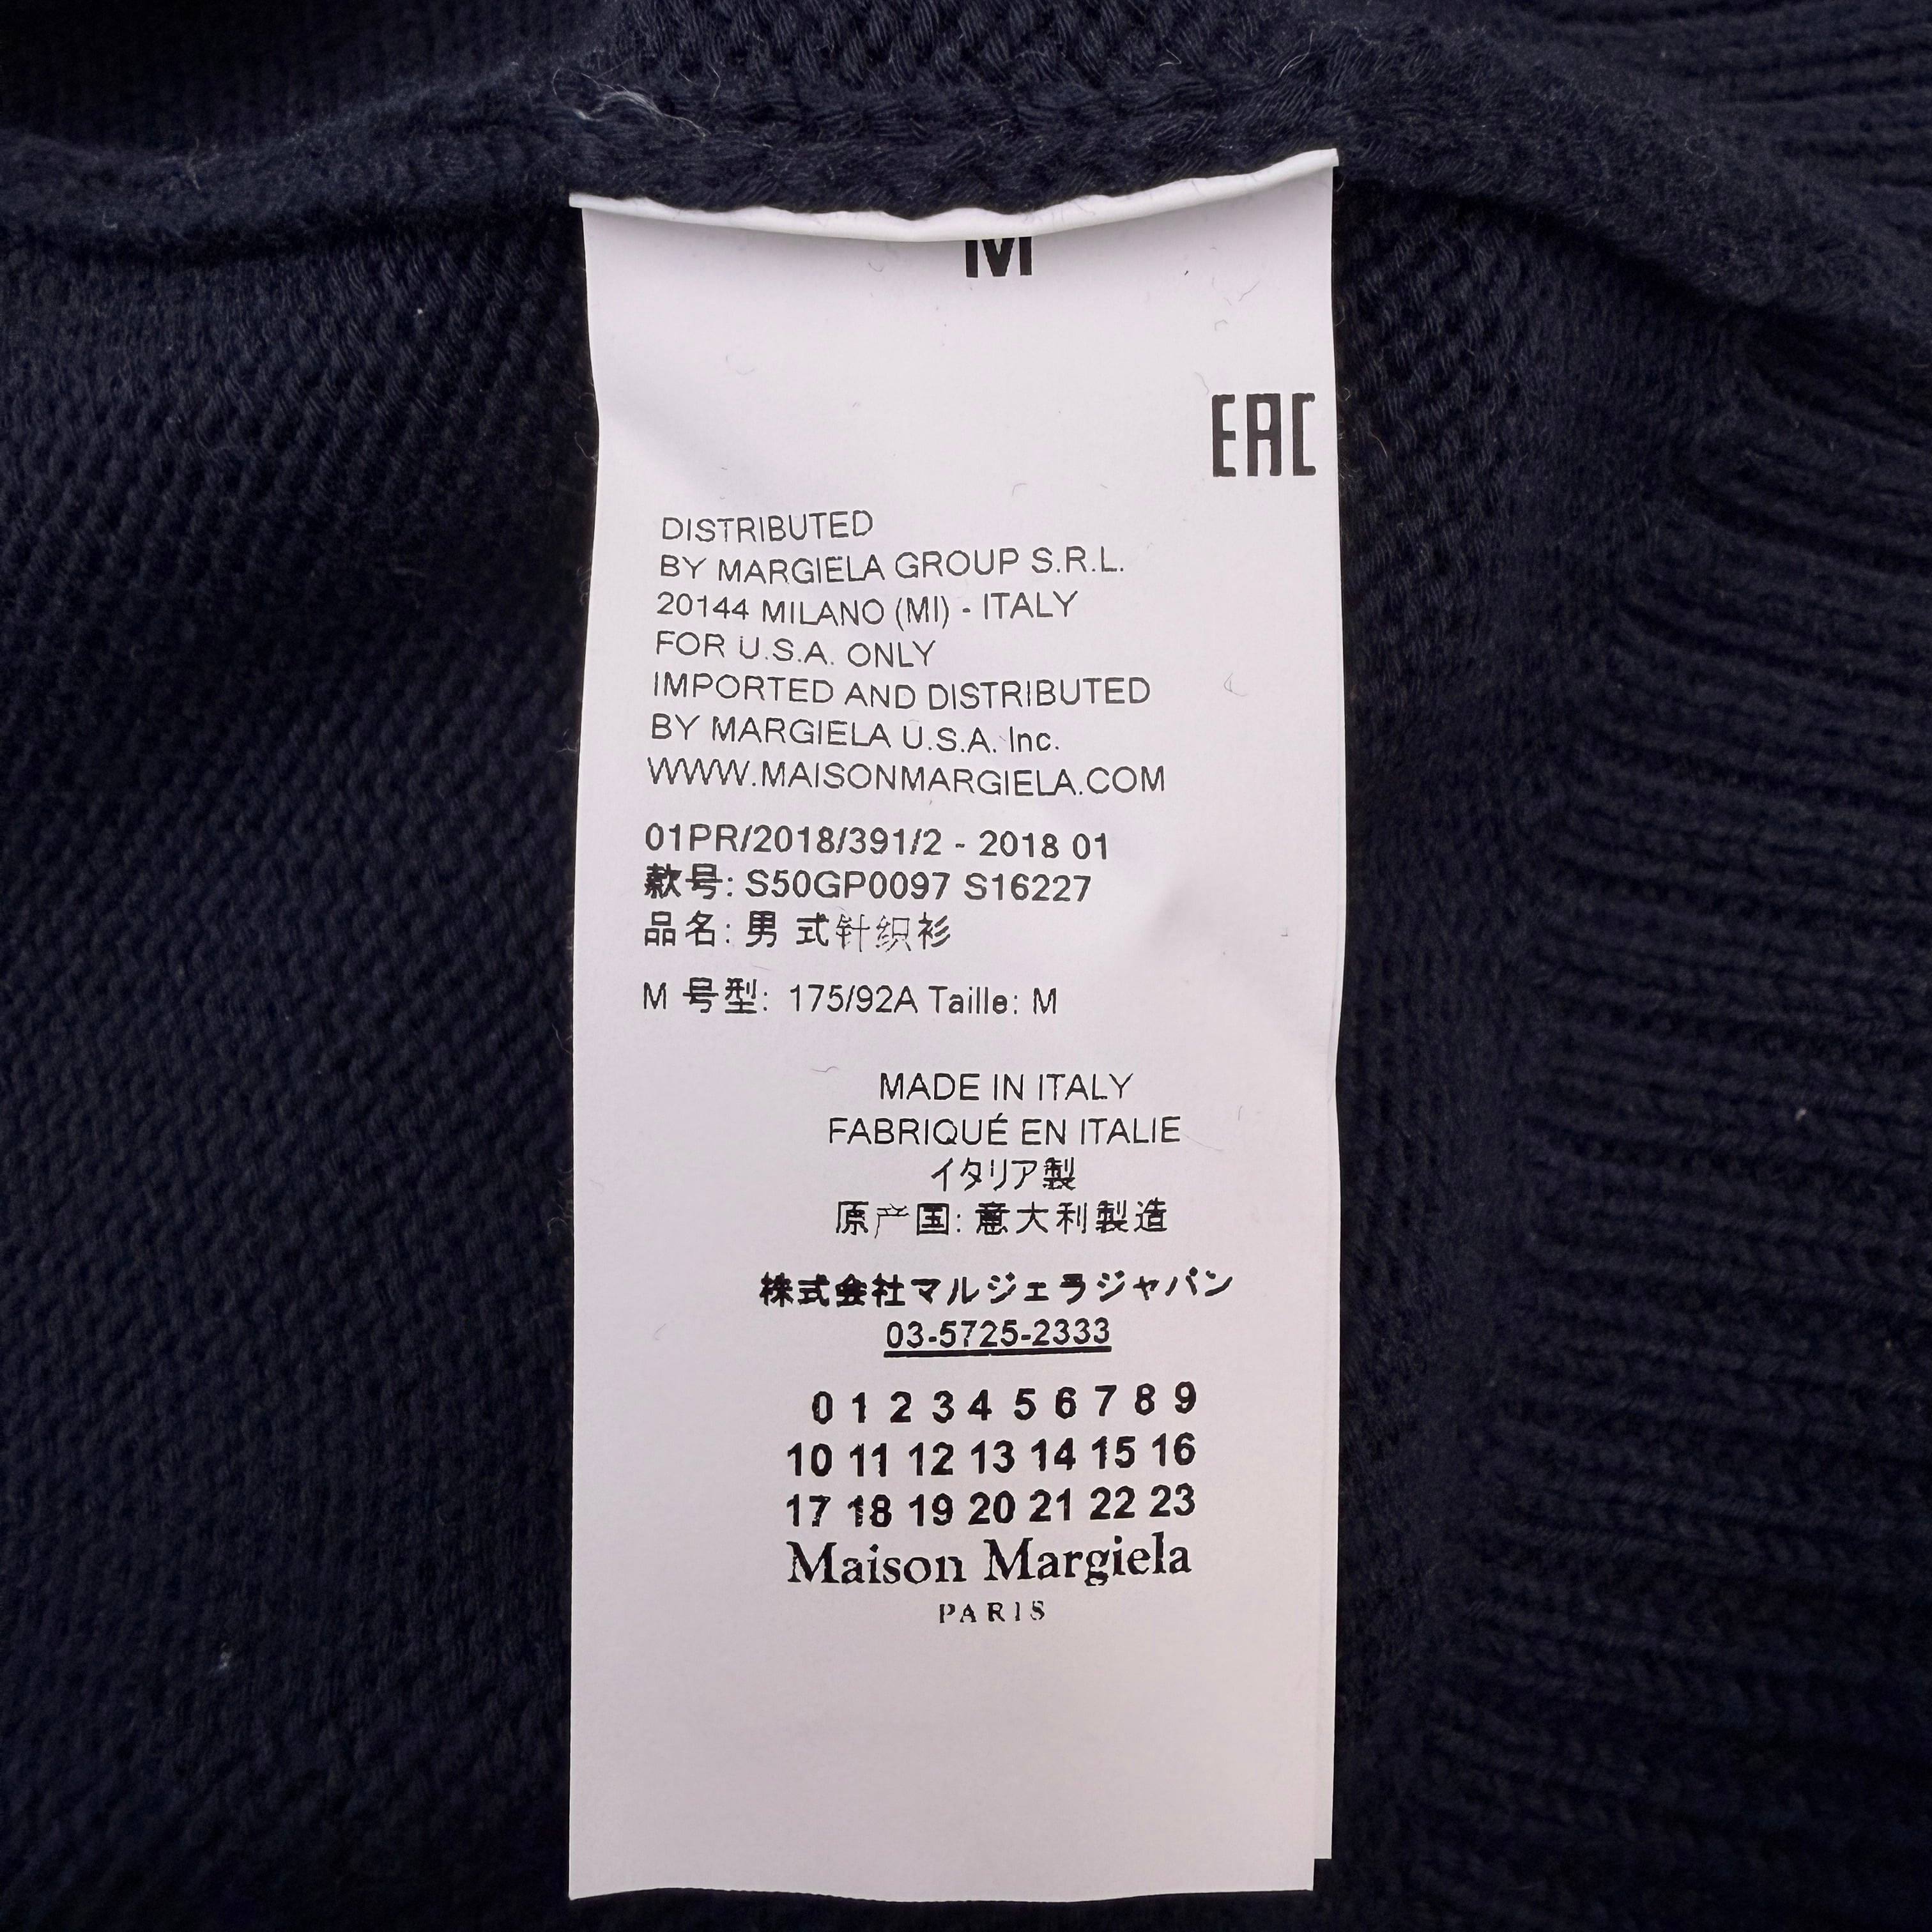 M
EAC
DISTRIBUTED
BY MARGIELA GROUP S.R.L.
20144 MILANO (MI) - ITALY
FOR U.S.A. ONLY
IMPORTED AND DISTRIBUTED
BY MARGIELA U.S.A. Inc.
WWW.MAISONMARGIELA.COM
01PR/2018/391/2 - 2018 01
款号: S50GP0097 S16227
品名: 男 式针织衫
M 号型: 175/92A Taille: M
MADE IN ITALY
FABRIQUÉ EN ITALIE
イタリア製
原产国: 意大利製造
株式会社マルジェラジャパン
03-5725-2333
0 1 2 3 4 5 6 7 8 9
10 11 12 13 14 15 16
17 18 19 20 21 22 23
Maison Margiela
PARIS